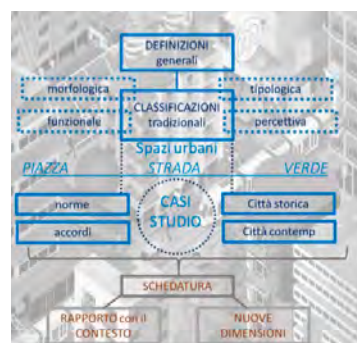 DEFINIZIONI
generali
morfologica
tipologica
CLASSIFICAZIONI
tradizionali
funzionale
percettiva
Spazi urbani
PIAZZA STRADA VERDE
norme
CASI
STUDIO
Città storica
accordi
Città contemp
SCHEDATURA
RAPPORTO con il
CONTESTO
NUOVE
DIMENSIONI